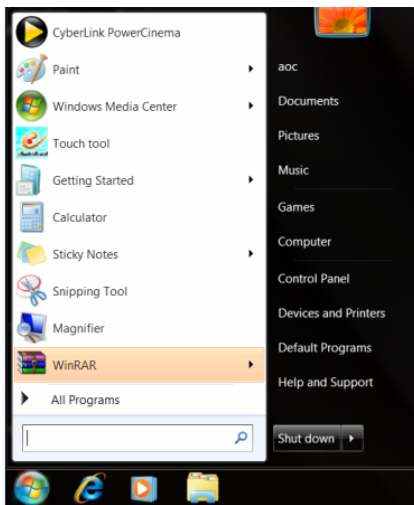 CyberLink PowerCinema
Paint
Windows Media Center
Touch tool
Getting Started
Calculator
Sticky Notes
Snipping Tool
Magnifier
WinRAR
All Programs
aoc
Documents
Pictures
Music
Games
Computer
Control Panel
Devices and Printers
Default Programs
Help and Support
Shut down